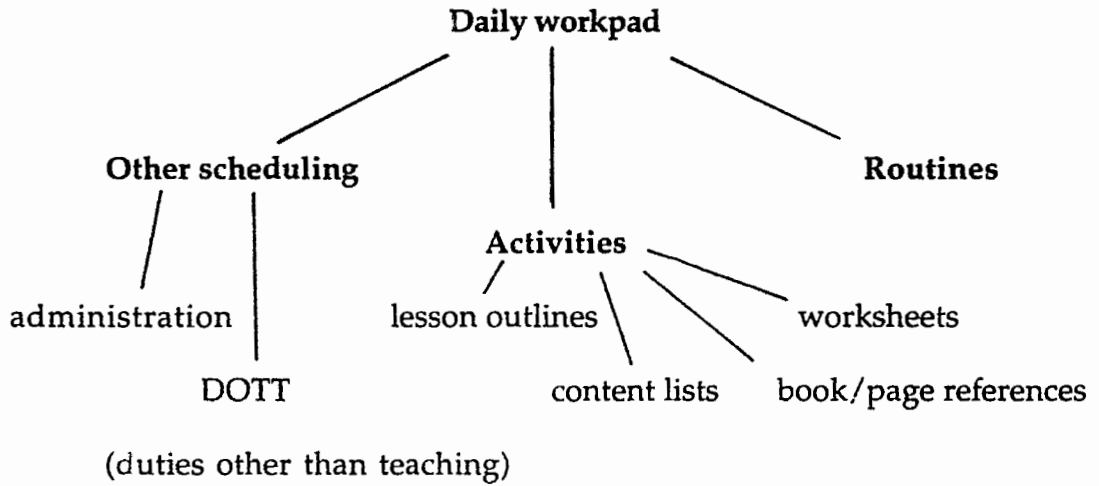 Daily workpad
Other scheduling
Routines
Activities
administration
lesson outlines
worksheets
DOTT
content lists
book/page references
(duties other than teaching)